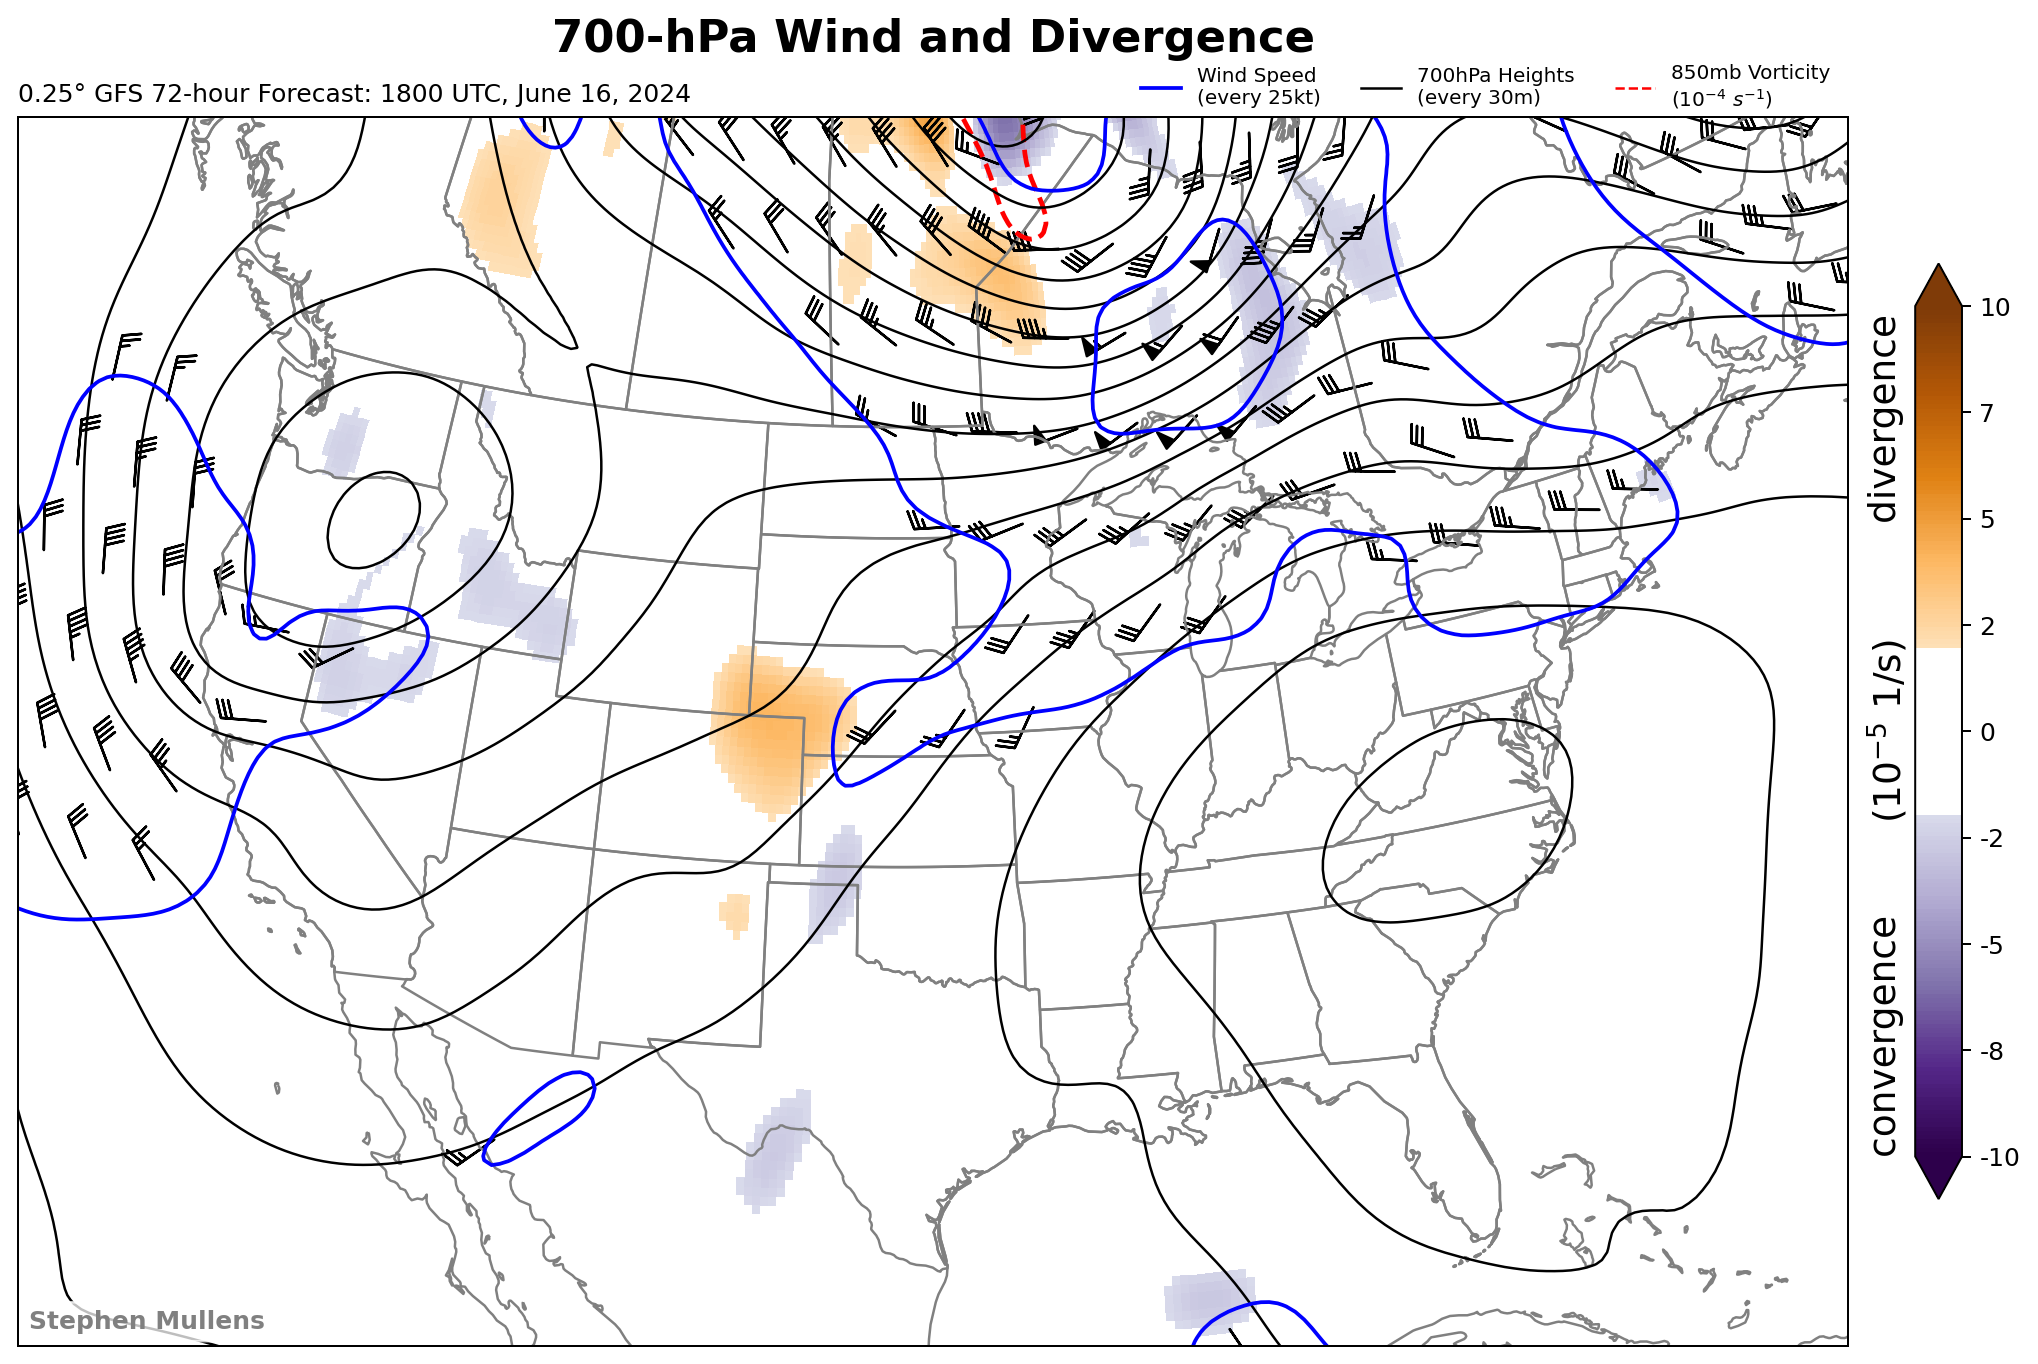 700-hPa Wind and Divergence
0.25° GFS 72-hour Forecast: 1800 UTC, June 16, 2024
Wind Speed
(every 25kt)
700hPa Heights
(every 30m)
850mb Vorticity
(10⁻⁴ s⁻¹)
10
7
5
2
0
-2
-5
-8
-10
convergence (10⁻⁵ 1/s) divergence
Stephen Mullens